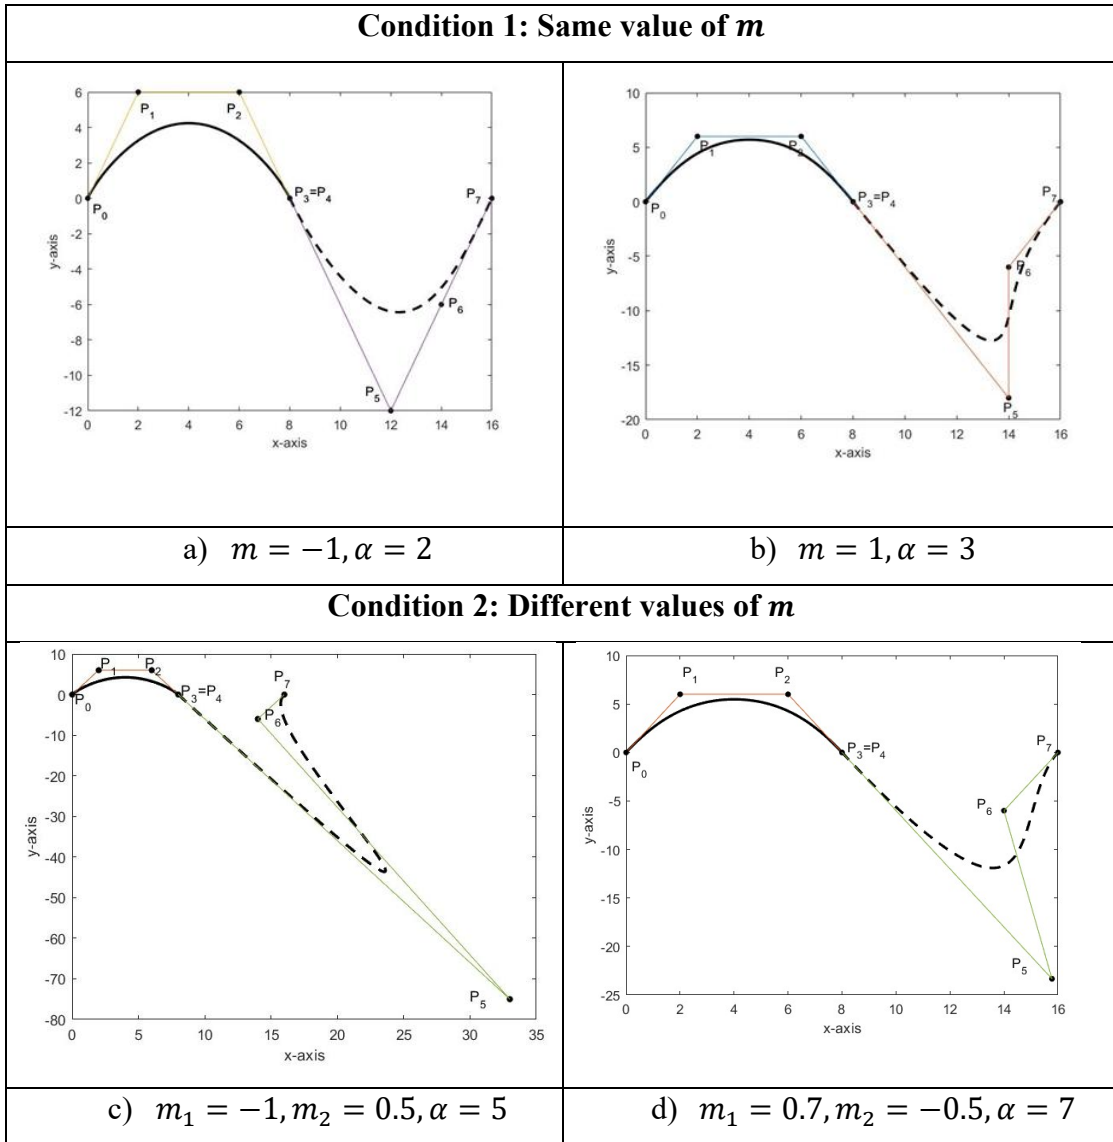 Condition 1: Same value of m
6
4
2
0
-2
-4
-6
-8
-10
-12
0 2 4 6 8 10 12 14 16
x-axis
y-axis
P0
P1
P2
P3=P4
P5
P6
P7
10
5
0
-5
-10
-15
-20
0 2 4 6 8 10 12 14 16
x-axis
y-axis
P0
P1
P2
P3=P4
P5
P6
P7
a) m = −1, α = 2
b) m = 1, α = 3
Condition 2: Different values of m
10
0
-10
-20
-30
-40
-50
-60
-70
-80
0 5 10 15 20 25 30 35
x-axis
y-axis
P0
P1
P2
P3=P4
P5
P6
P7
10
5
0
-5
-10
-15
-20
-25
0 2 4 6 8 10 12 14 16
x-axis
y-axis
P0
P1
P2
P3=P4
P5
P6
P7
c) m1 = −1, m2 = 0.5, α = 5
d) m1 = 0.7, m2 = −0.5, α = 7